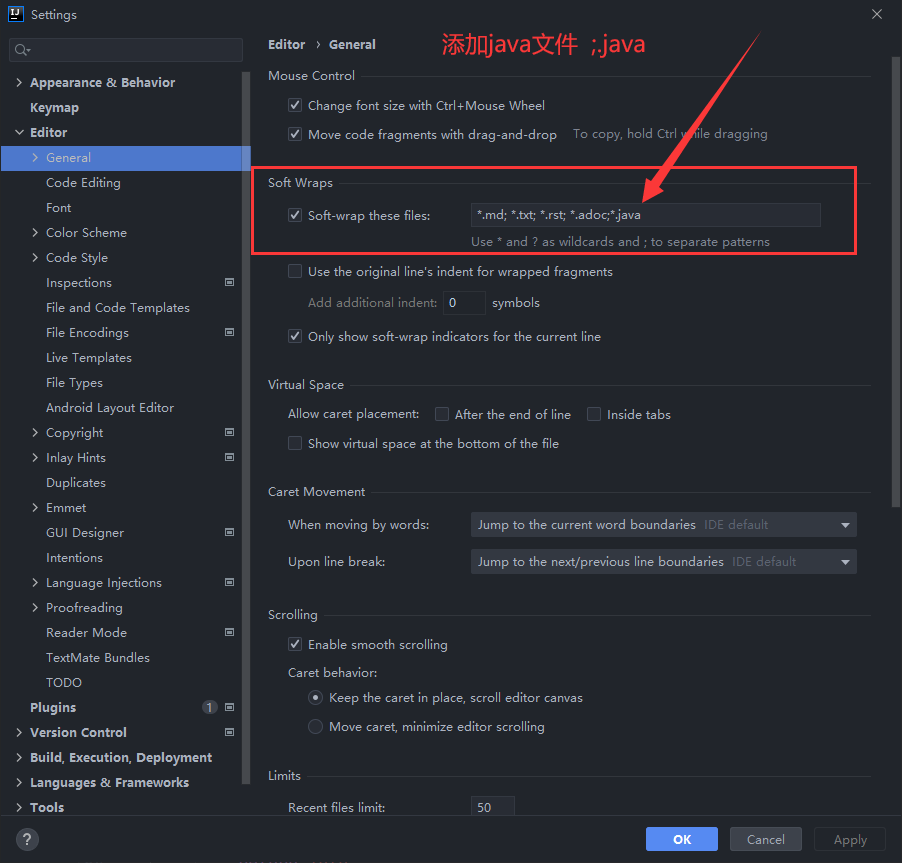 Settings
Appearance & Behavior
Keymap
Editor
General
Code Editing
Font
Color Scheme
Code Style
Inspections
File and Code Templates
File Encodings
Live Templates
File Types
Android Layout Editor
Copyright
Inlay Hints
Duplicates
Emmet
GUI Designer
Intentions
Language Injections
Proofreading
Reader Mode
TextMate Bundles
TODO
Plugins 1
Version Control
Build, Execution, Deployment
Languages & Frameworks
Tools
Editor › General
添加java文件 ;.java
Mouse Control
Change font size with Ctrl+Mouse Wheel
Move code fragments with drag-and-drop To copy, hold Ctrl while dragging
Soft Wraps
Soft-wrap these files: *.md; *.txt; *.rst; *.adoc;*.java
Use * and ? as wildcards and ; to separate patterns
Use the original line's indent for wrapped fragments
Add additional indent: 0 symbols
Only show soft-wrap indicators for the current line
Virtual Space
Allow caret placement: After the end of line Inside tabs
Show virtual space at the bottom of the file
Caret Movement
When moving by words: Jump to the current word boundaries IDE default
Upon line break: Jump to the next/previous line boundaries IDE default
Scrolling
Enable smooth scrolling
Caret behavior:
Keep the caret in place, scroll editor canvas
Move caret, minimize editor scrolling
Limits
Recent files limit: 50
? OK Cancel Apply